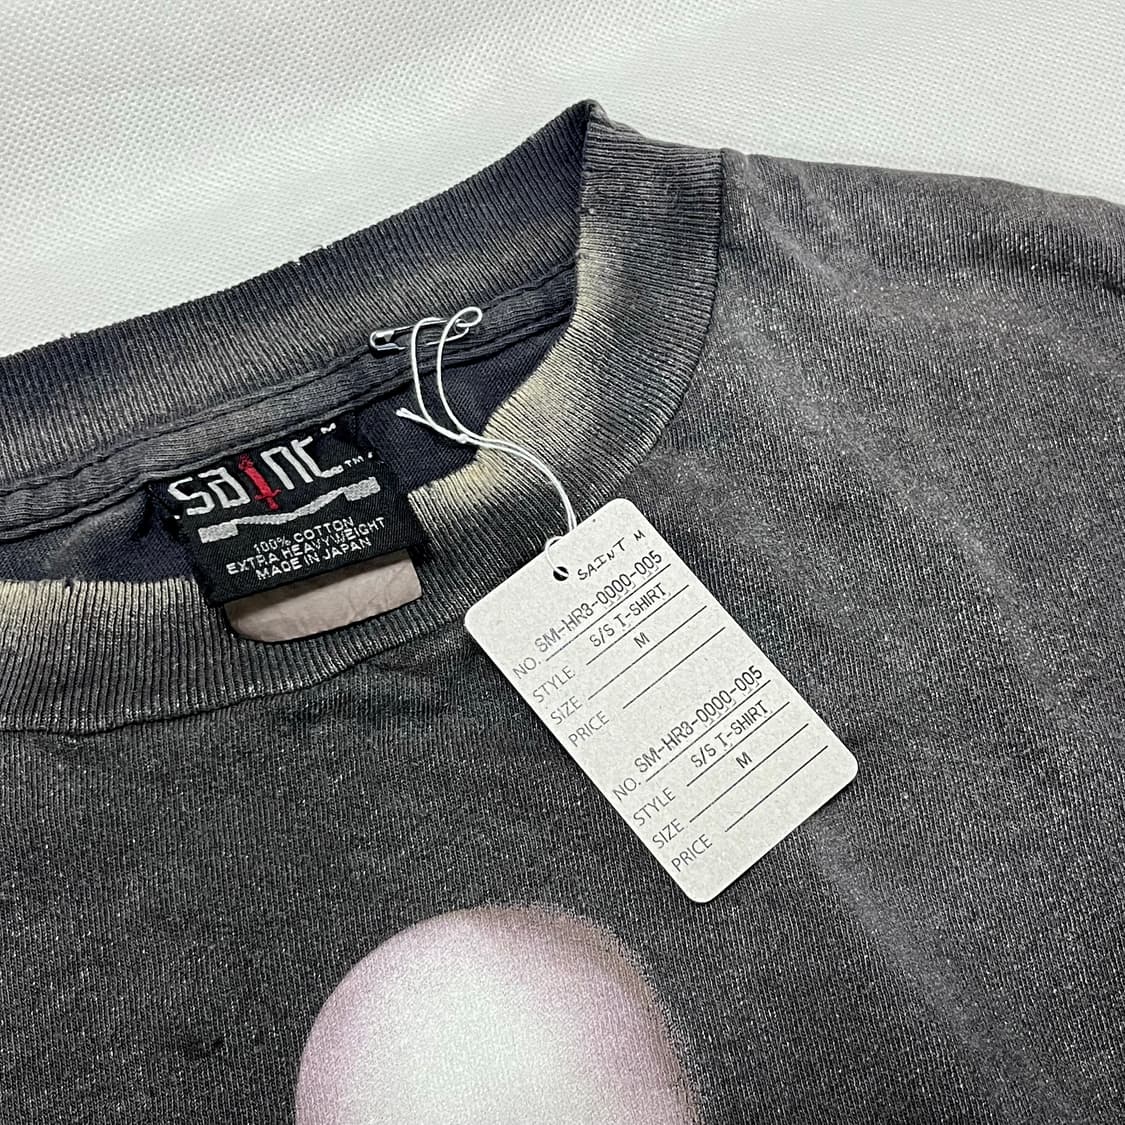 saint M ™
100% COTTON
EXTRA HEAVYWEIGHT
MADE IN JAPAN
SAINT M
NO. SM-HR3-0000-005
STYLE S/S T-SHIRT
SIZE M
PRICE
NO. SM-HR3-0000-005
STYLE S/S T-SHIRT
SIZE M
PRICE